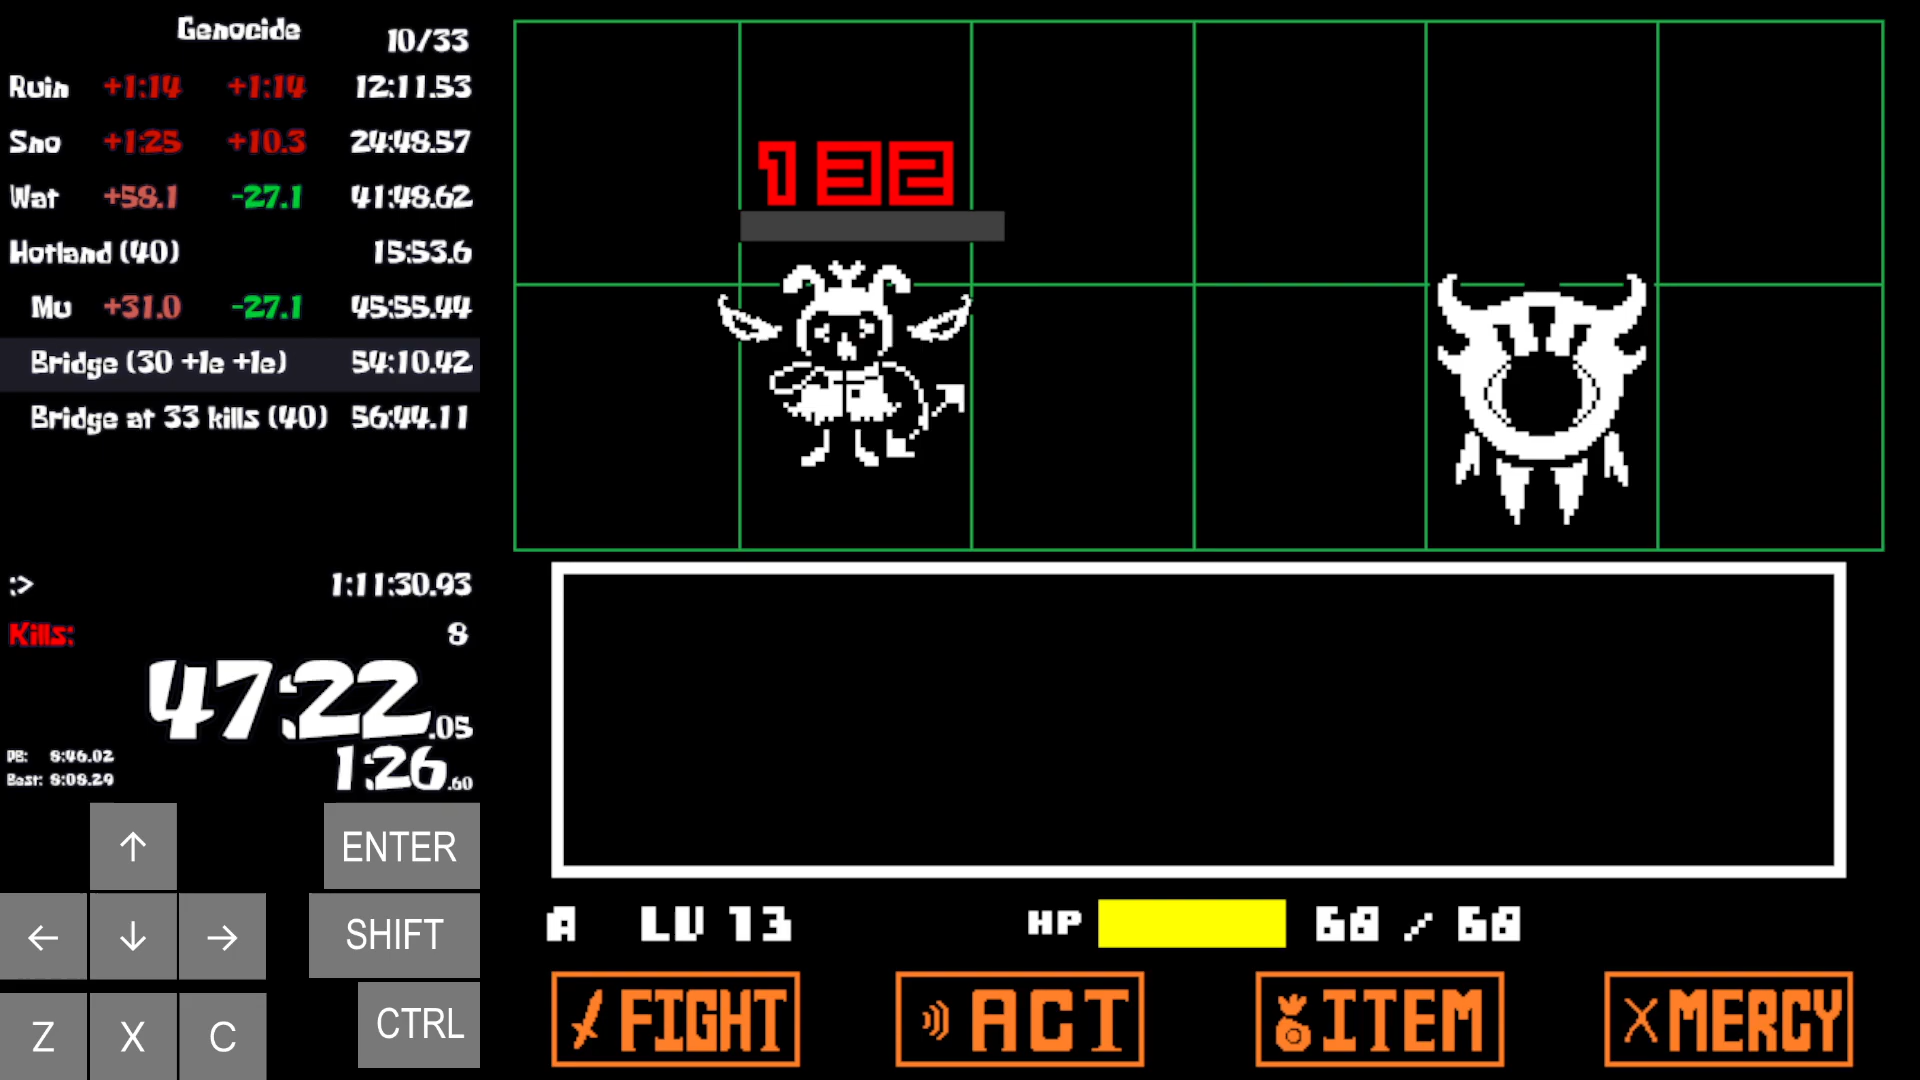 Genocide 10/33
Ruin +1:14 +1:14 12:11.53
Sno +1:25 +10.3 24:48.57
Wat +58.1 -27.1 41:48.62
Hotland (40) 15:53.6
Mu +31.0 -27.1 45:55.44
Bridge (30 +1e +1e) 54:10.42
Bridge at 33 kills (40) 56:44.11
:> 1:11:30.93
Kills: 8
47:22.05
PB: 8:46.02
1:26.60
Best: 8:08.29
↑ ENTER
← ↓ → SHIFT
Z X C CTRL
132
A LV 13 HP 68 / 68
FIGHT ACT ITEM MERCY